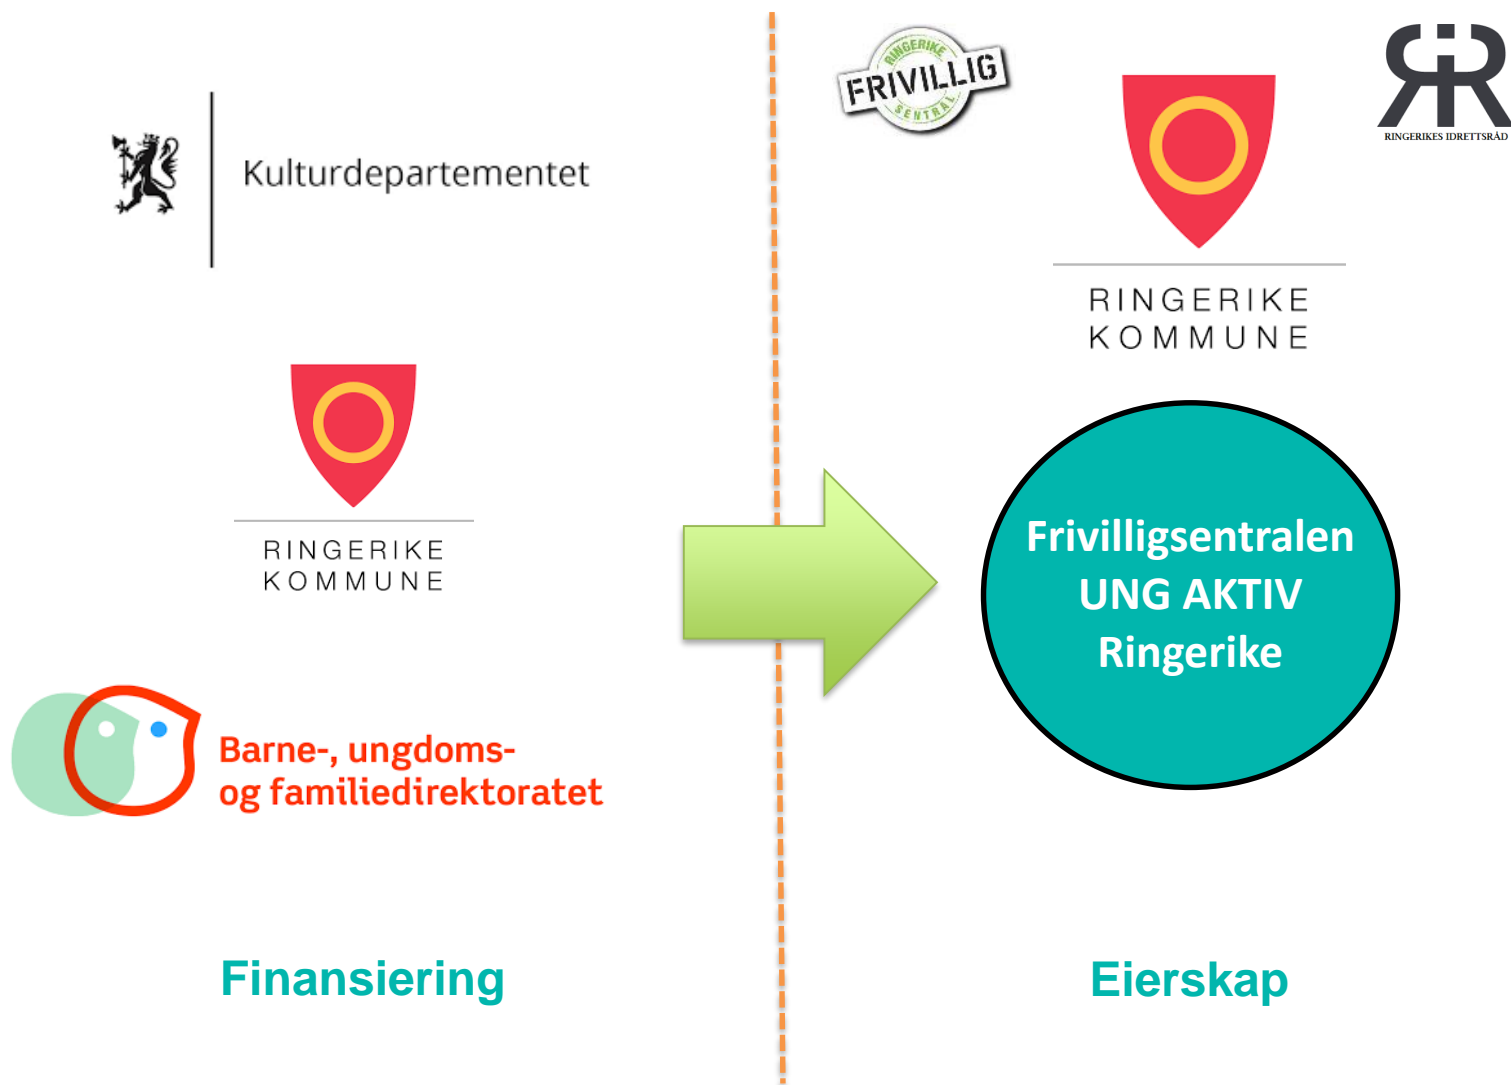 Kulturdepartementet
RINGERIKE
KOMMUNE
Barne-, ungdoms-
og familiedirektoratet
Finansiering
RINGERIKE
FRIVILLIG
SENTRAL
RINGERIKES IDRETTSRÅD
RINGERIKE
KOMMUNE
Frivilligsentralen
UNG AKTIV
Ringerike
Eierskap